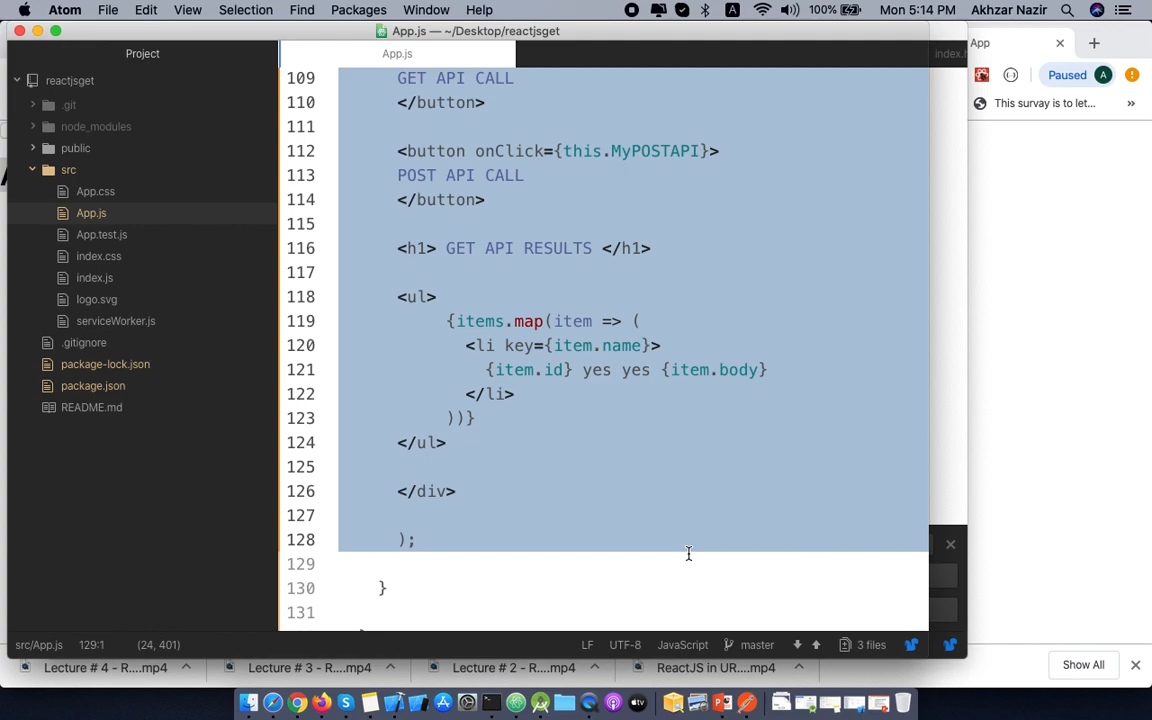 Atom File Edit View Selection Find Packages Window Help A 100% Mon 5:14 PM Akhzar Nazir
App.js — ~/Desktop/reactjsget
Project
App.js
index.h
App
Paused A
This survay is to let... »
reactjsget
.git
node_modules
public
src
App.css
App.js
App.test.js
index.css
index.js
logo.svg
serviceWorker.js
.gitignore
package-lock.json
package.json
README.md
109 GET API CALL
110 </button>
111
112 <button onClick={this.MyPOSTAPI}>
113 POST API CALL
114 </button>
115
116 <h1> GET API RESULTS </h1>
117
118 <ul>
119 {items.map(item => (
120 <li key={item.name}>
121 {item.id} yes yes {item.body}
122 </li>
123 ))}
124 </ul>
125
126 </div>
127
128 );
129
130 }
131
src/App.js 129:1 (24, 401) LF UTF-8 JavaScript master 3 files
Lecture # 4 - R....mp4 Lecture # 3 - R....mp4 Lecture # 2 - R....mp4 ReactJS in UR....mp4 Show All